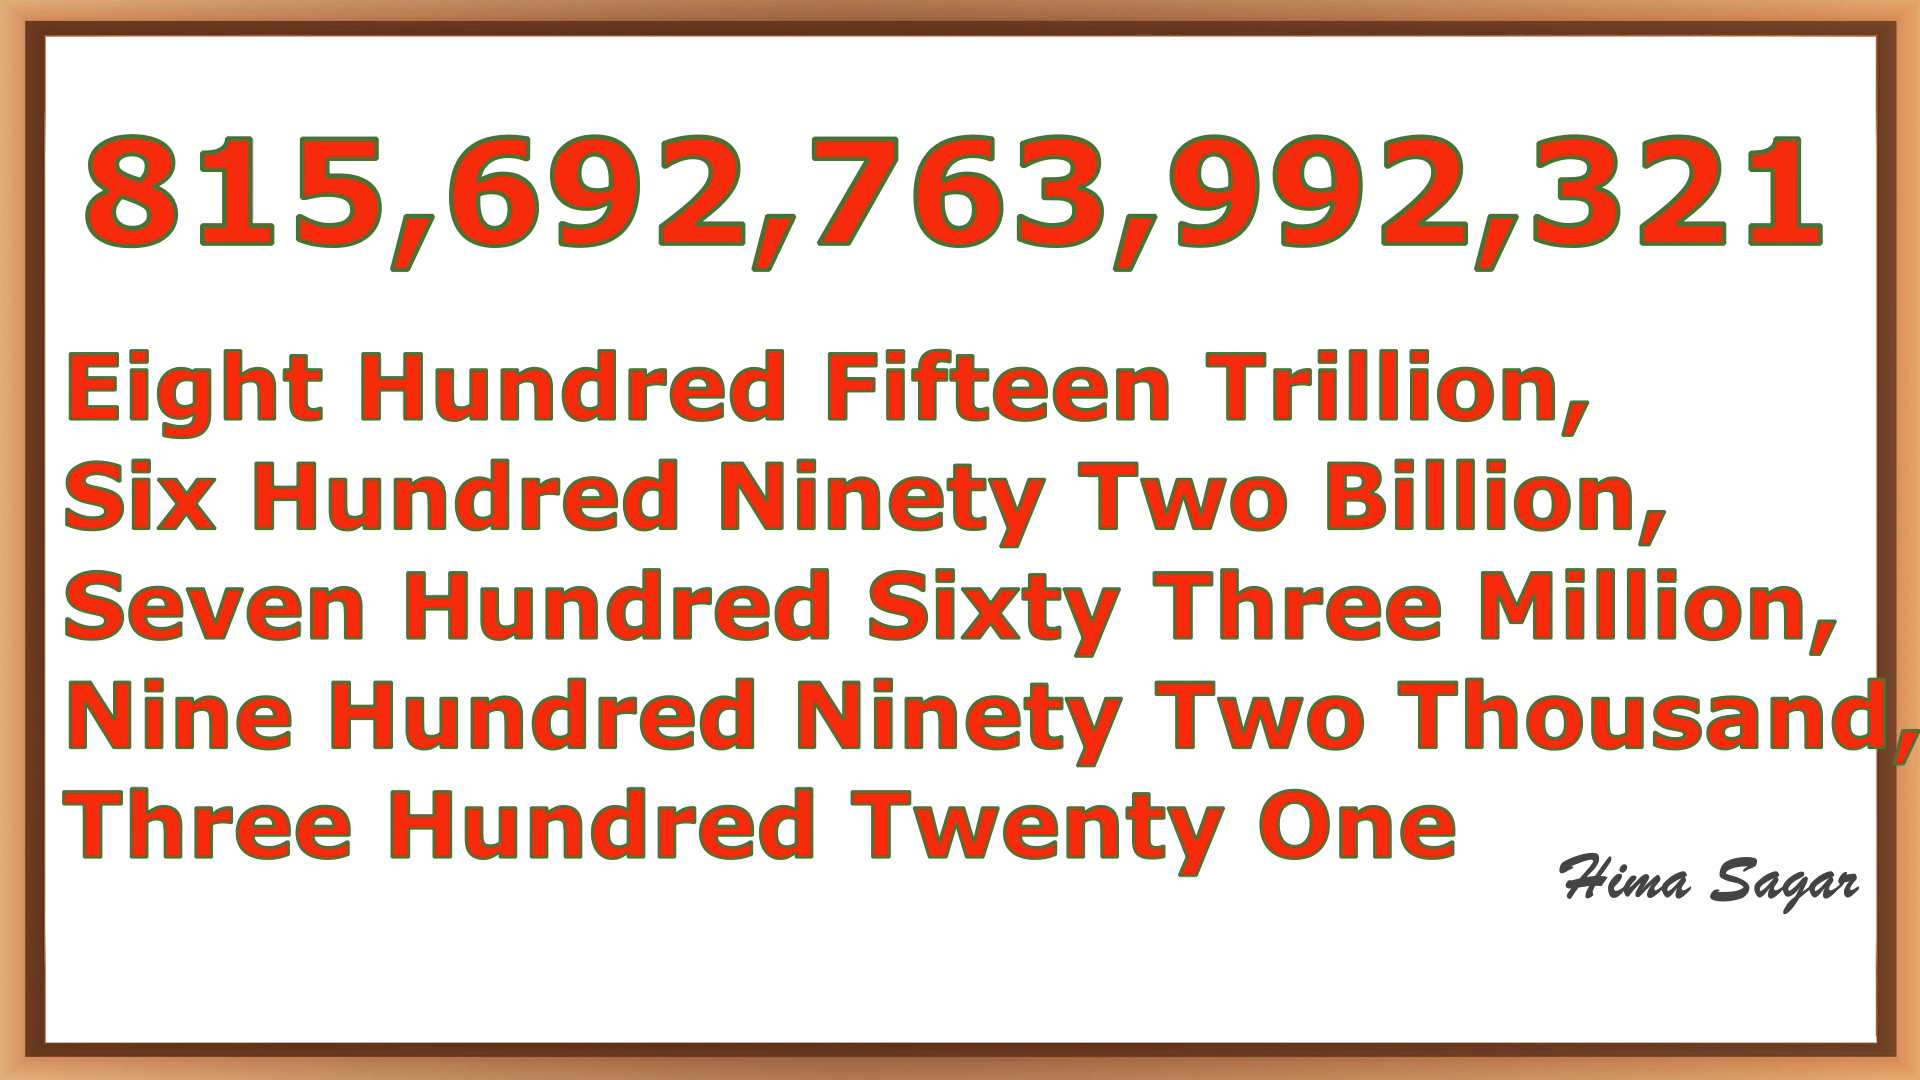 815,692,763,992,321
Eight Hundred Fifteen Trillion,
Six Hundred Ninety Two Billion,
Seven Hundred Sixty Three Million,
Nine Hundred Ninety Two Thousand,
Three Hundred Twenty One
Hima Sagar